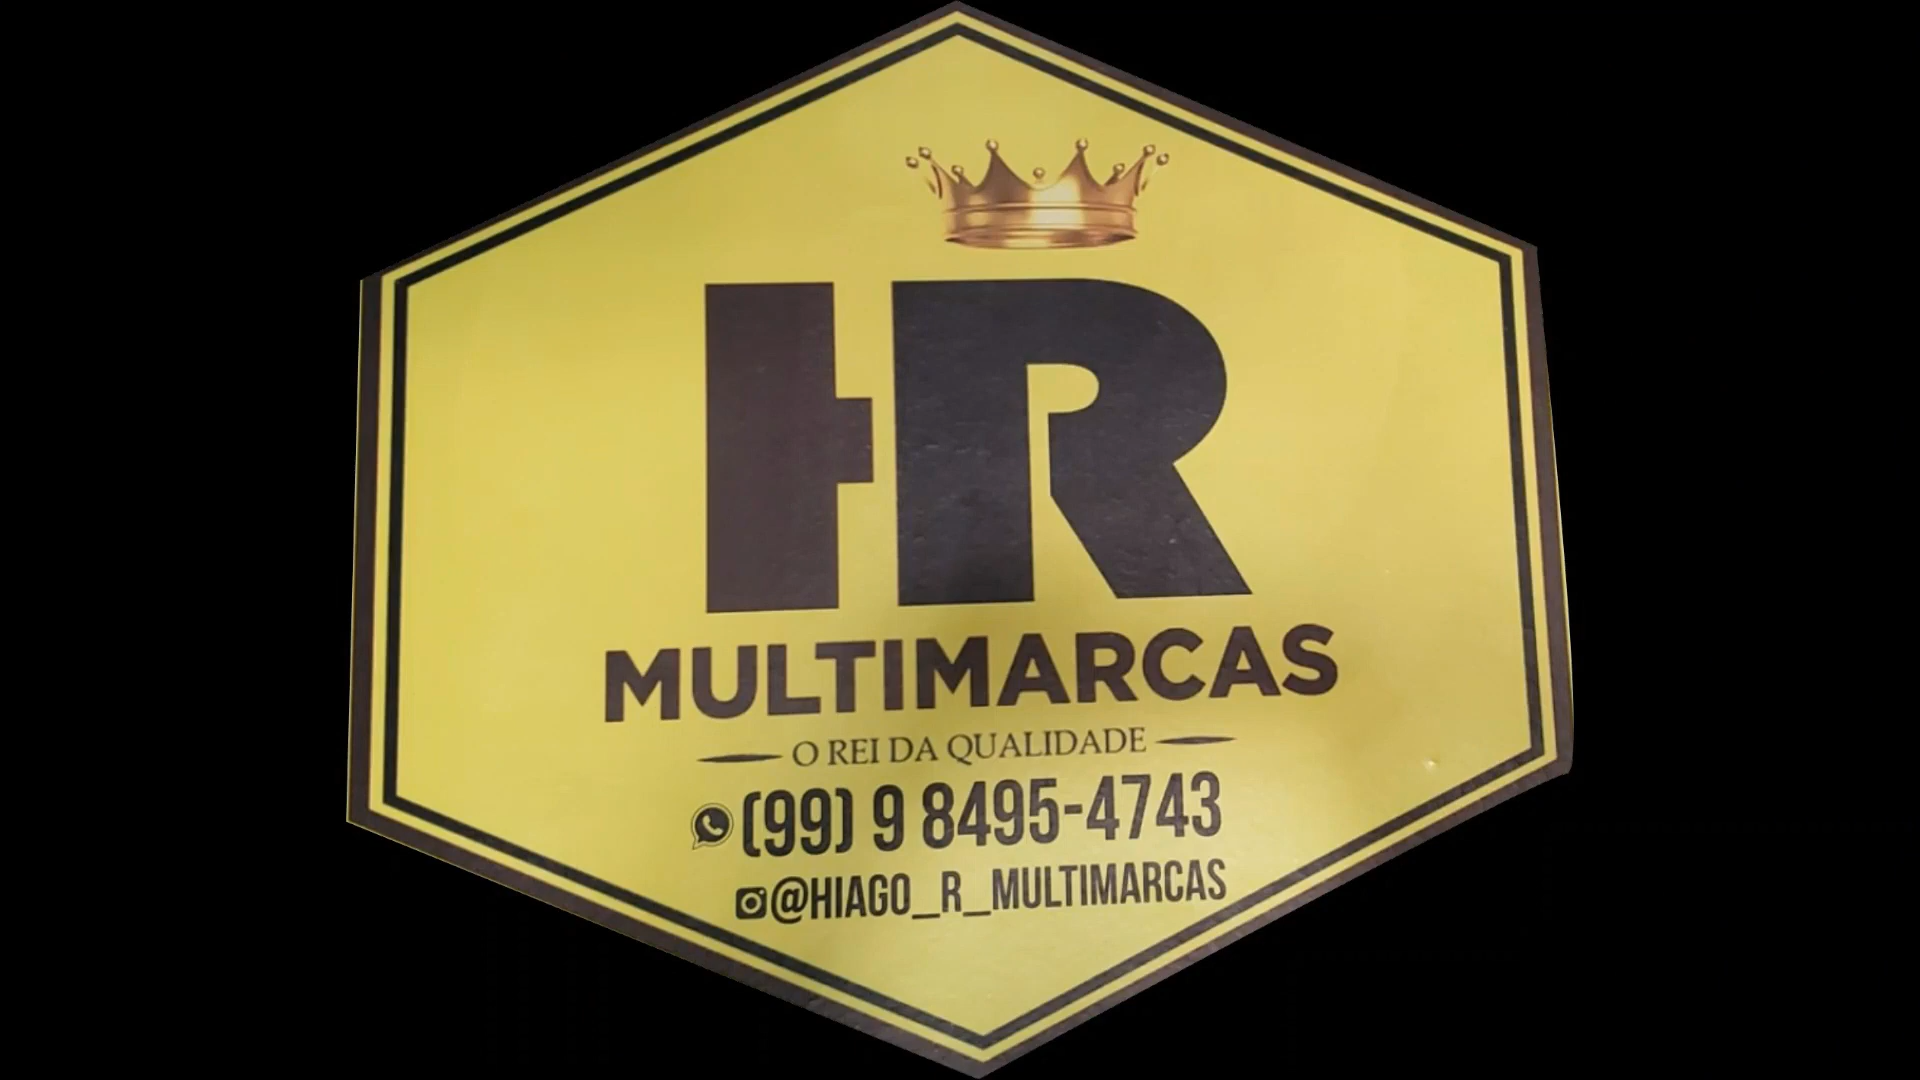 HR
MULTIMARCAS
O REI DA QUALIDADE
(99) 9 8495-4743
@HIAGO_R_MULTIMARCAS